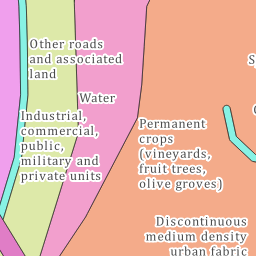 Other roads
and associated
land
Water
Industrial,
commercial,
public,
military and
private units
Permanent
crops
(vineyards,
fruit trees,
olive groves)
Discontinuous
medium density
urban fabric